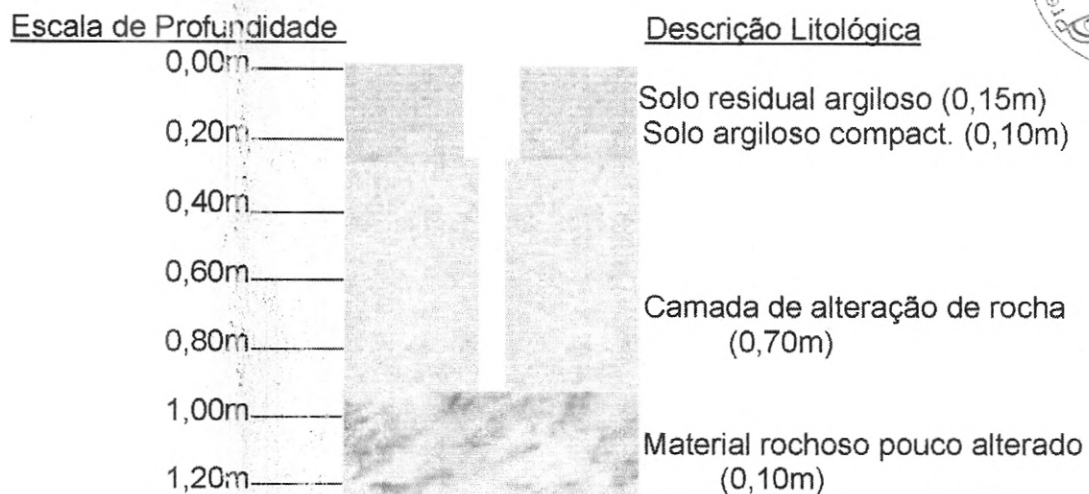 Escala de Profundidade
Descrição Litológica
0,00m
0,20m
0,40m
0,60m
0,80m
1,00m
1,20m
Solo residual argiloso (0,15m)
Solo argiloso compact. (0,10m)
Camada de alteração de rocha
(0,70m)
Material rochoso pouco alterado
(0,10m)